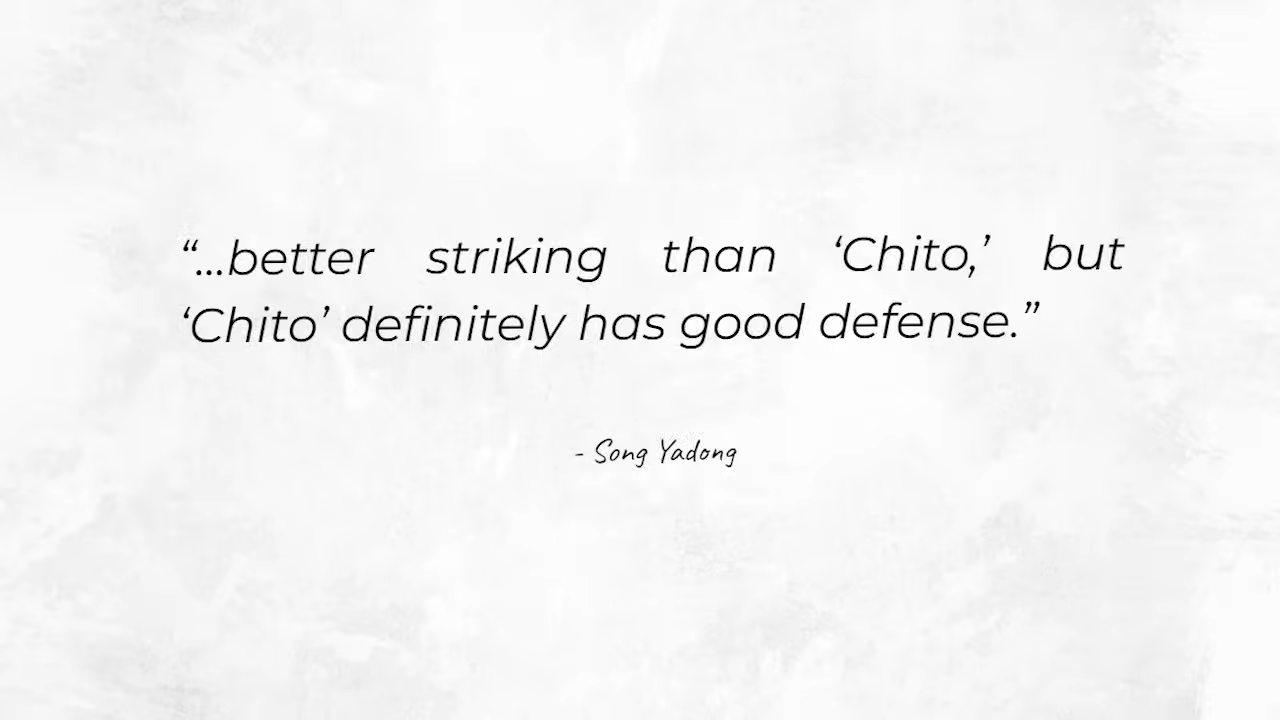 “...better striking than ‘Chito,’ but
‘Chito’ definitely has good defense.”
- Song Yadong